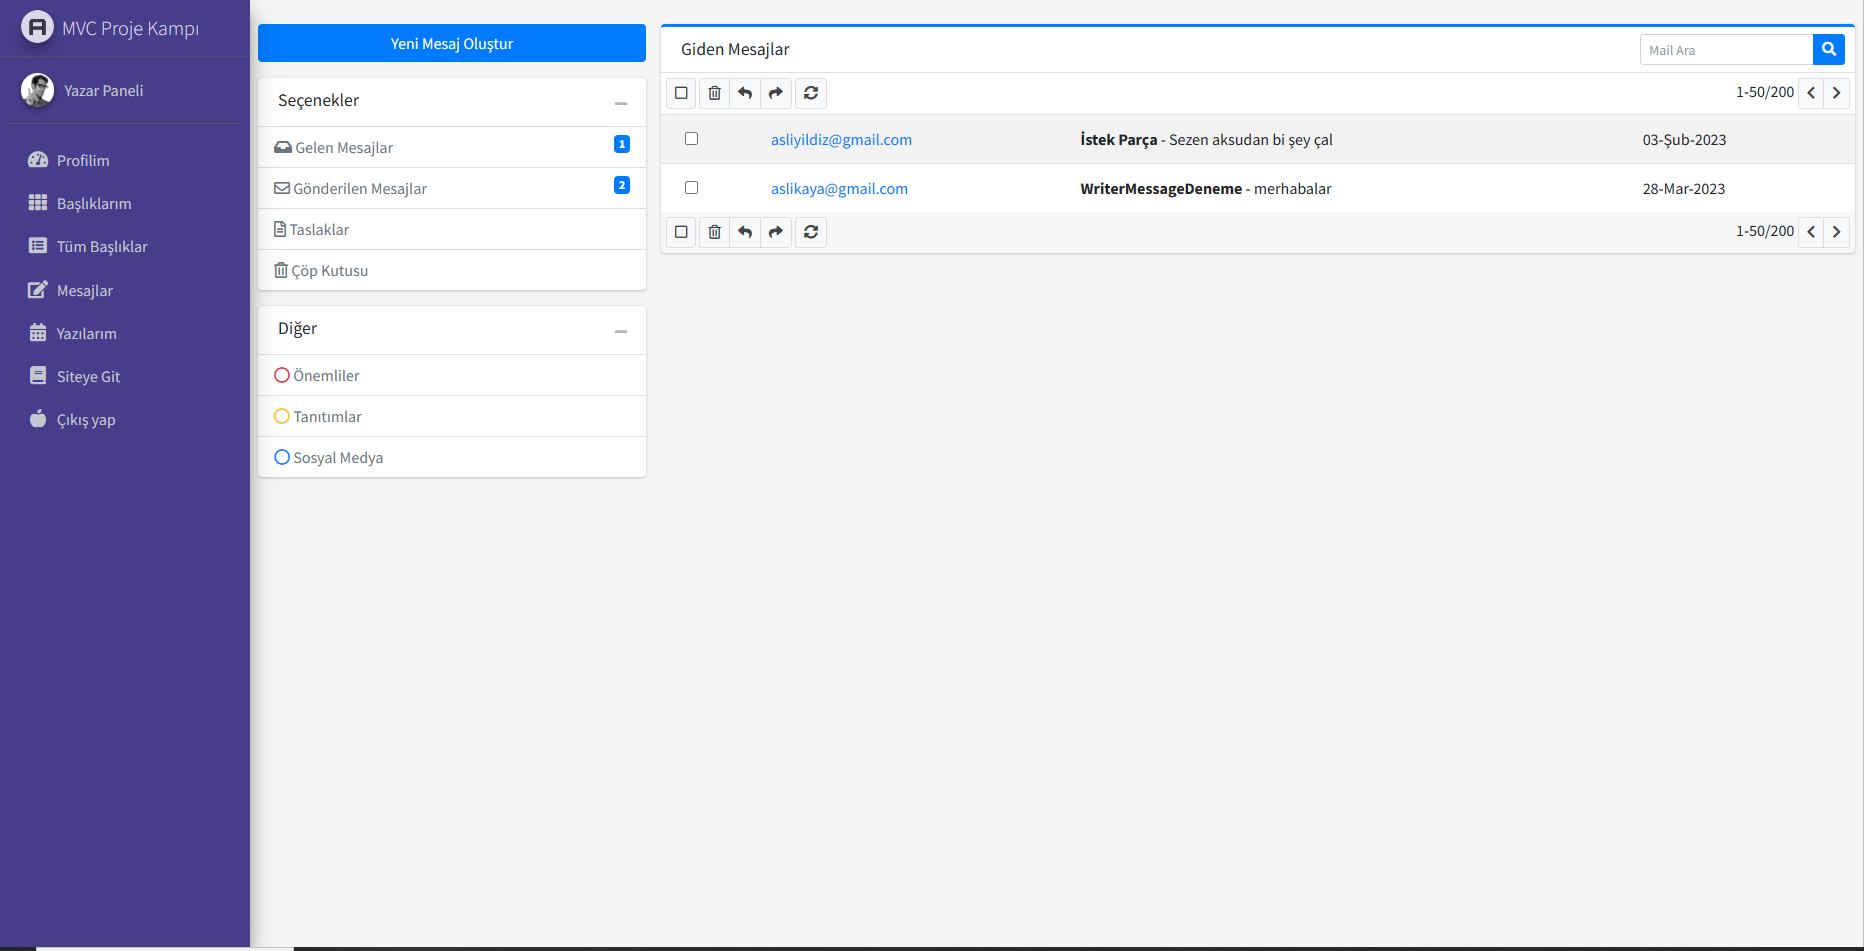 MVC Proje Kampı
Yazar Paneli
Profilim
Başlıklarım
Tüm Başlıklar
Mesajlar
Yazılarım
Siteye Git
Çıkış yap
Yeni Mesaj Oluştur
Seçenekler
Gelen Mesajlar 1
Gönderilen Mesajlar 2
Taslaklar
Çöp Kutusu
Diğer
Önemliler
Tanıtımlar
Sosyal Medya
Giden Mesajlar
Mail Ara
1-50/200
asliyildiz@gmail.com İstek Parça - Sezen aksudan bi şey çal 03-Şub-2023
aslikaya@gmail.com WriterMessageDeneme - merhabalar 28-Mar-2023
1-50/200